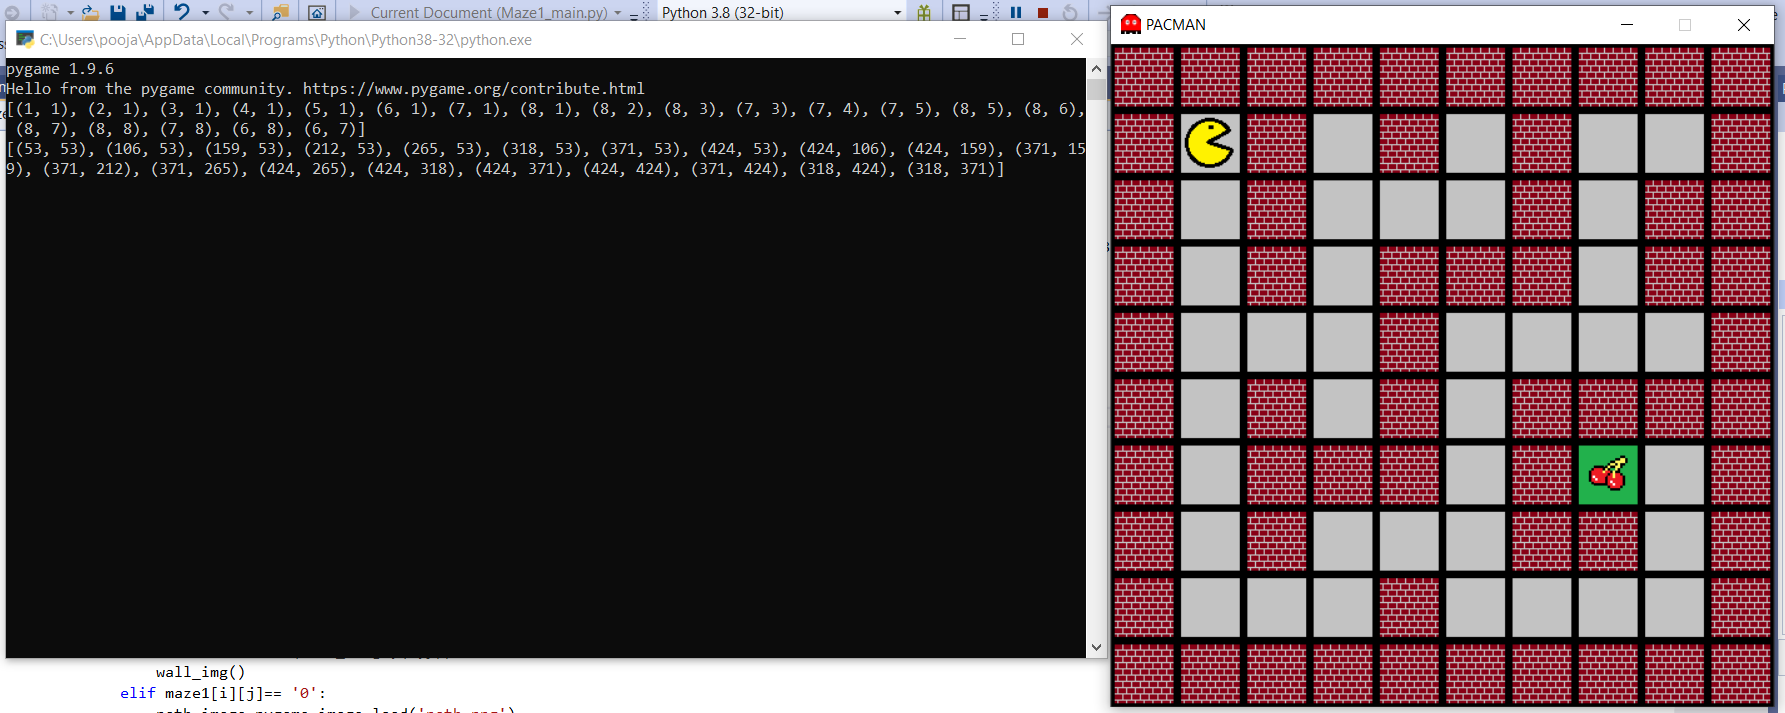 Current Document (Maze1_main.py)
Python 3.8 (32-bit)
C:\Users\pooja\AppData\Local\Programs\Python\Python38-32\python.exe
PACMAN
pygame 1.9.6
Hello from the pygame community. https://www.pygame.org/contribute.html
[(1, 1), (2, 1), (3, 1), (4, 1), (5, 1), (6, 1), (7, 1), (8, 1), (8, 2), (8, 3), (7, 3), (7, 4), (7, 5), (8, 5), (8, 6),
(8, 7), (8, 8), (7, 8), (6, 8), (6, 7)]
[(53, 53), (106, 53), (159, 53), (212, 53), (265, 53), (318, 53), (371, 53), (424, 53), (424, 106), (424, 159), (371, 15
9), (371, 212), (371, 265), (424, 265), (424, 318), (424, 371), (424, 424), (371, 424), (318, 424), (318, 371)]
wall_img()
elif maze1[i][j]== '0':